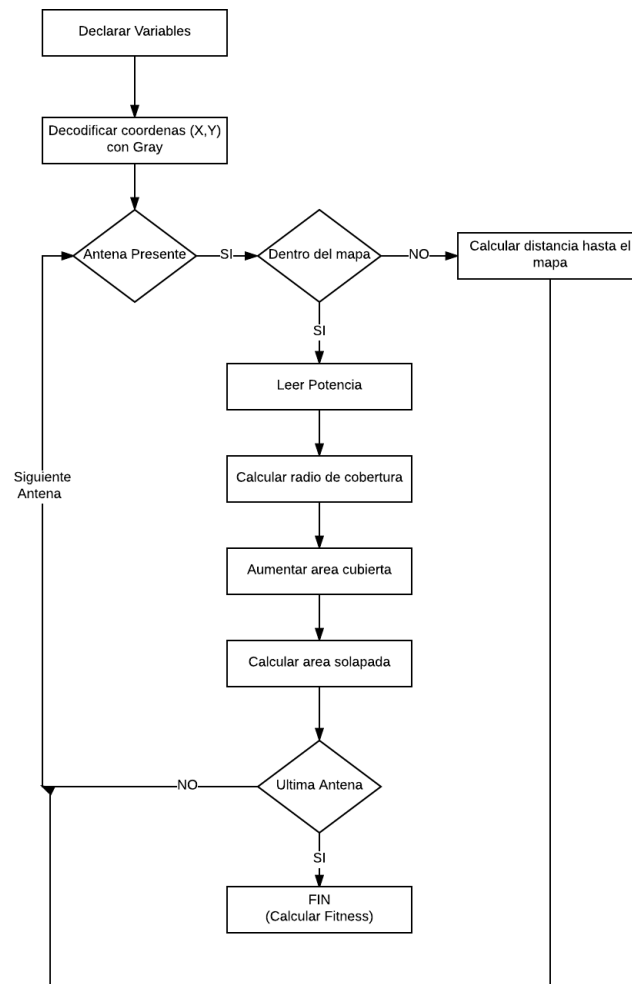 Declarar Variables
Decodificar coordenas (X,Y)
con Gray
Antena Presente
SI
Dentro del mapa
NO
Calcular distancia hasta el
mapa
SI
Leer Potencia
Calcular radio de cobertura
Siguiente
Antena
Aumentar area cubierta
Calcular area solapada
Ultima Antena
NO
SI
FIN
(Calcular Fitness)